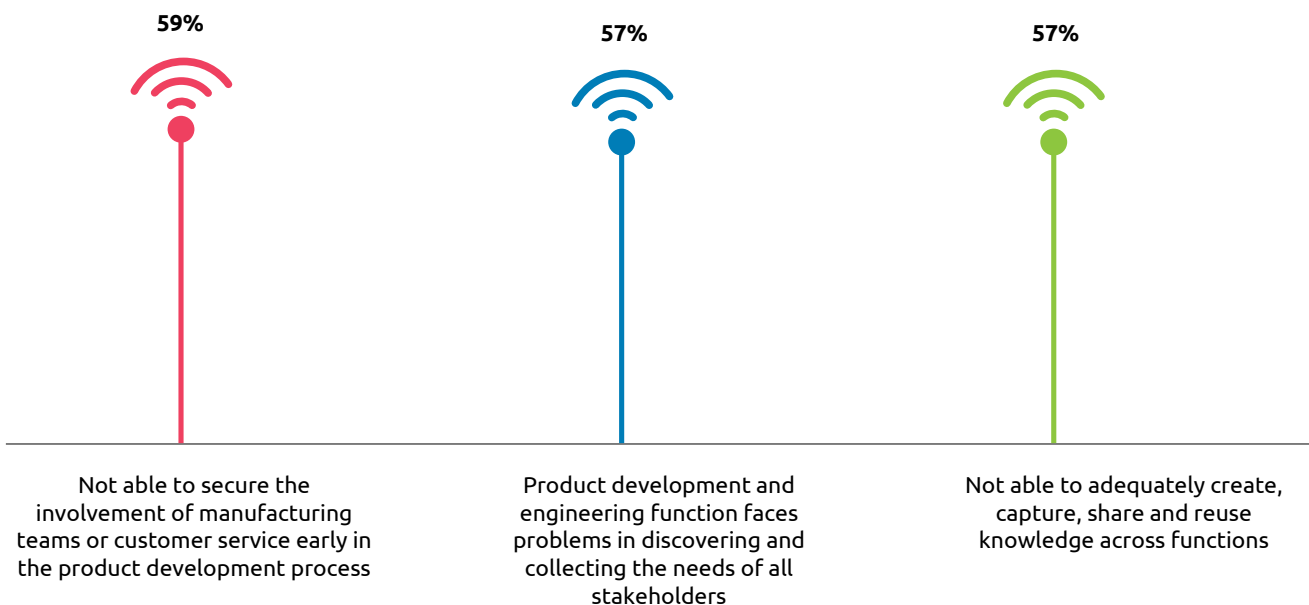 59%
57%
57%
Not able to secure the
involvement of manufacturing
teams or customer service early in
the product development process
Product development and
engineering function faces
problems in discovering and
collecting the needs of all
stakeholders
Not able to adequately create,
capture, share and reuse
knowledge across functions